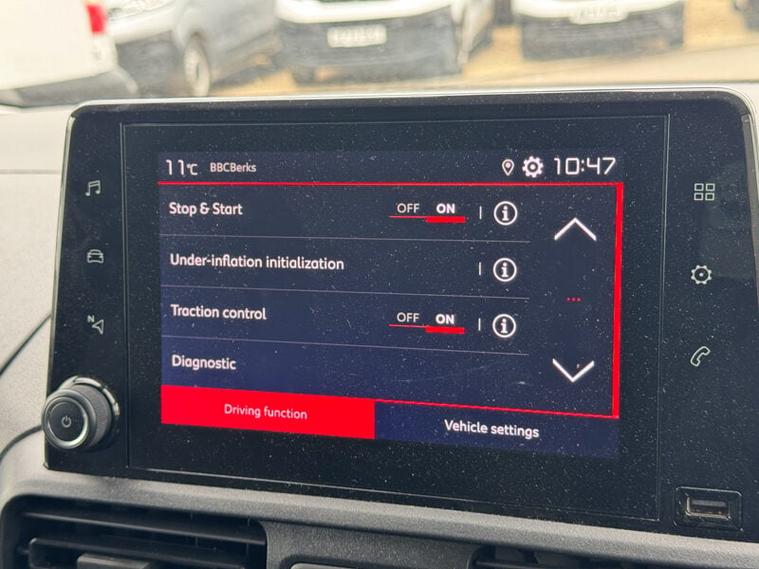 11°C BBCBerks 10:47
Stop & Start OFF ON
Under-inflation initialization
Traction control OFF ON
Diagnostic
Driving function Vehicle settings
N